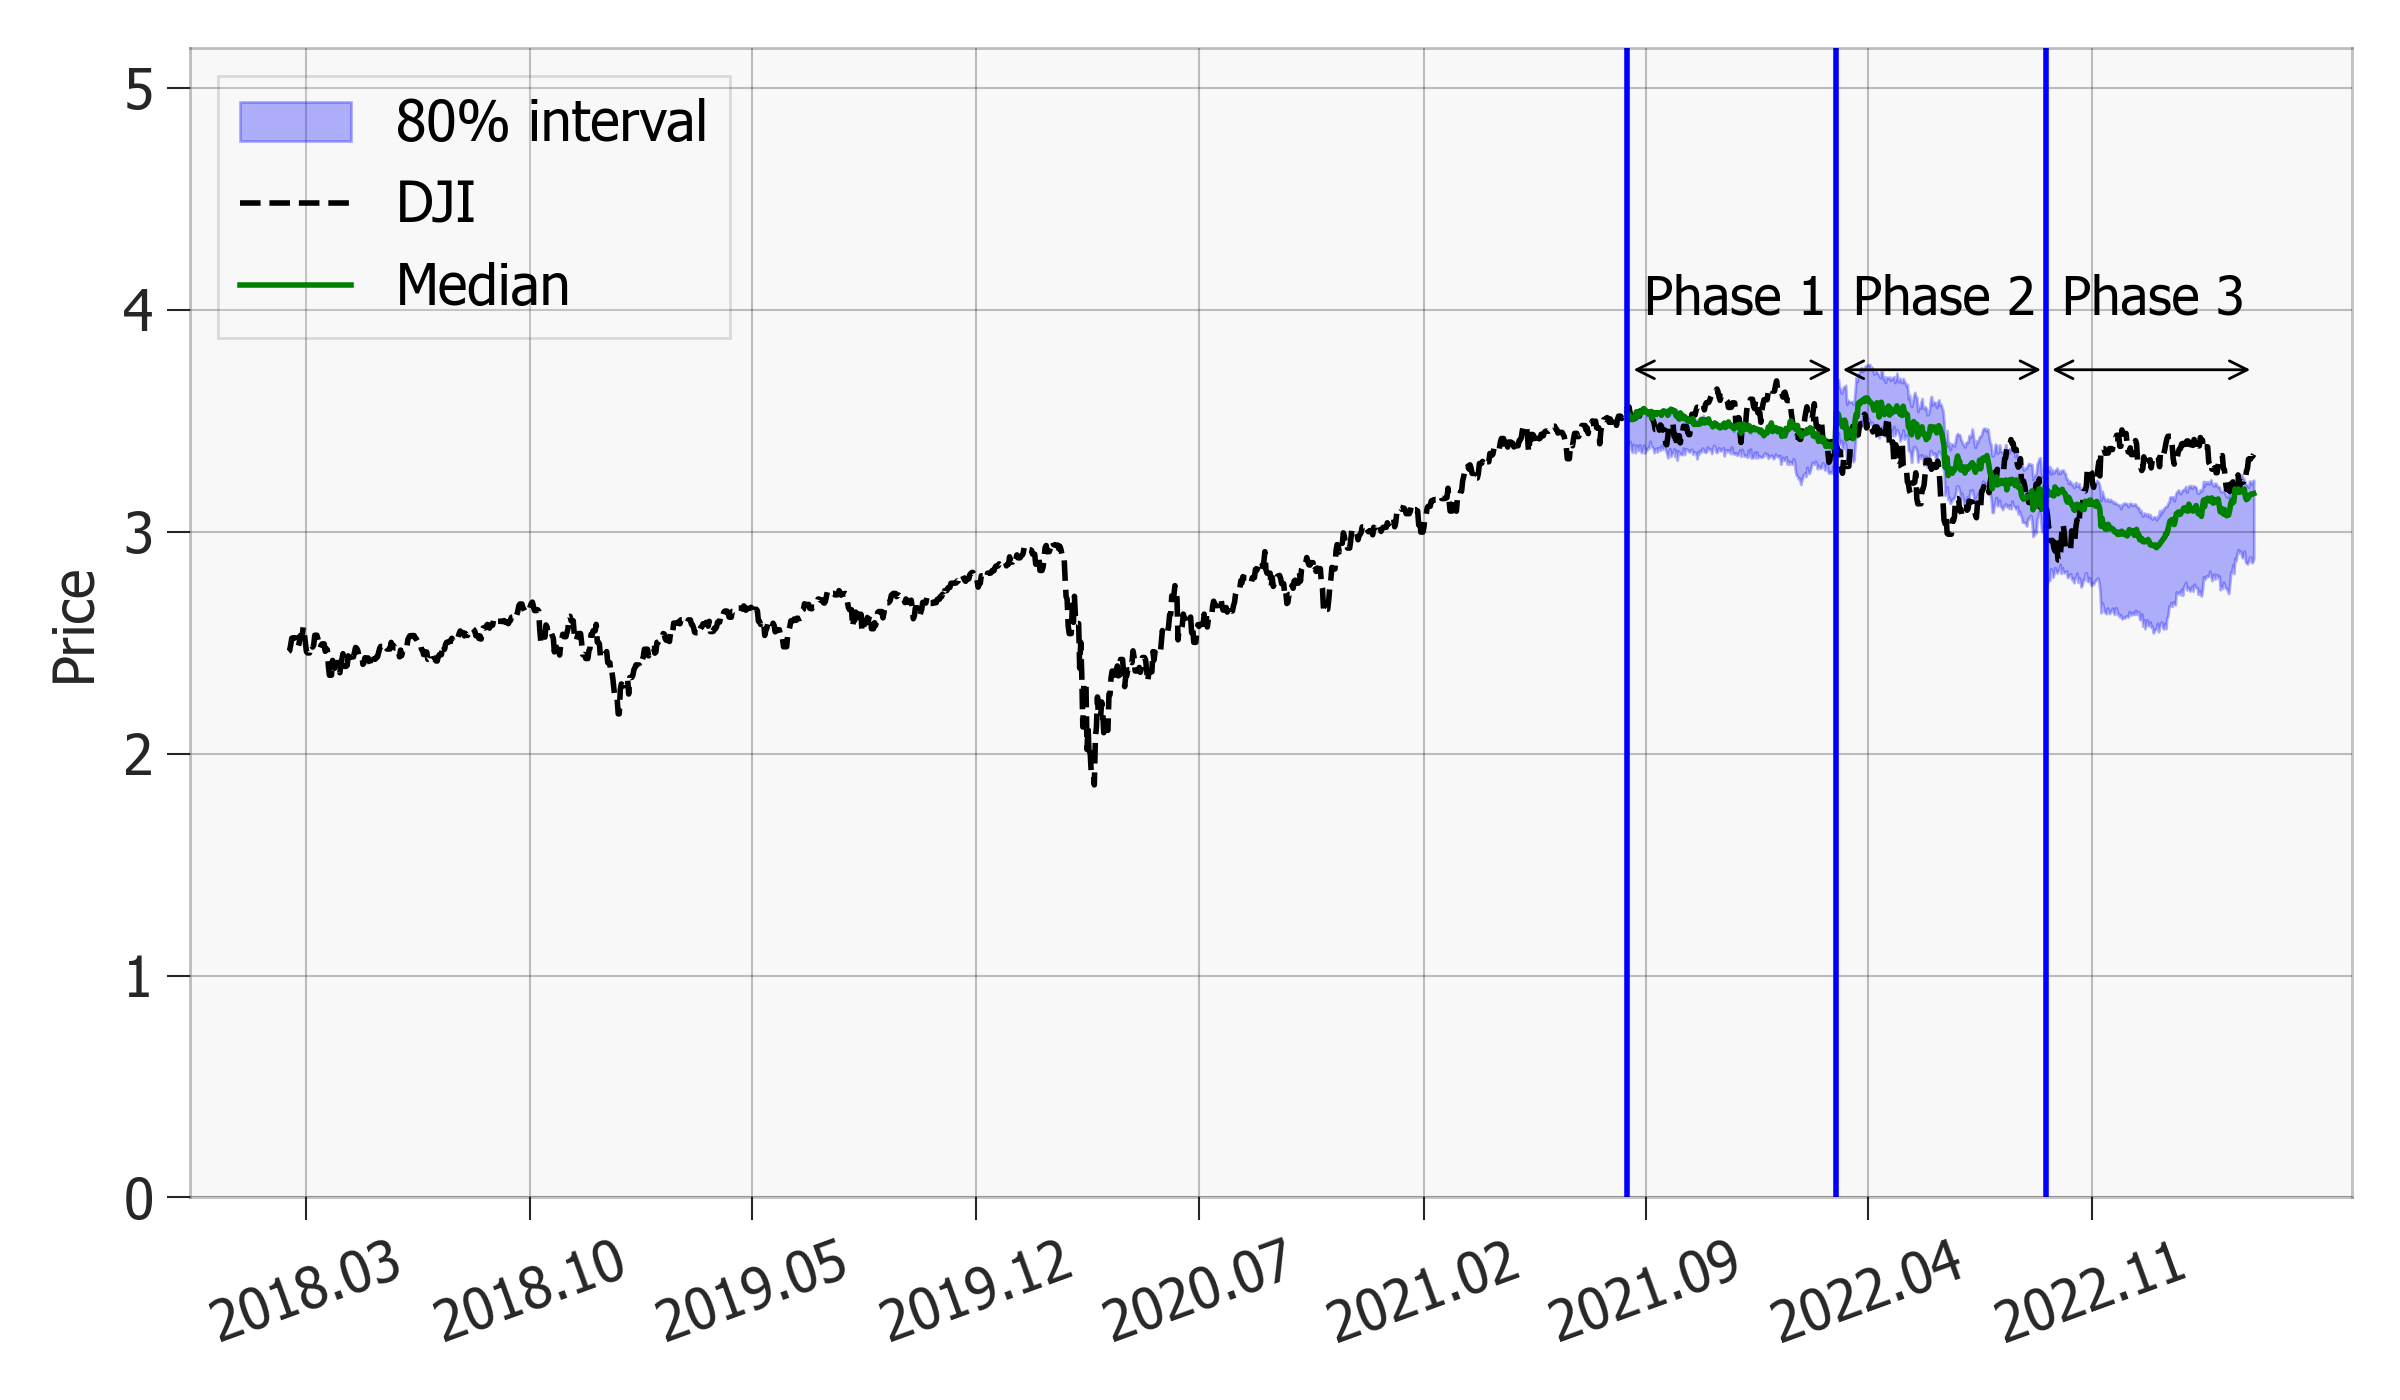 80% interval
DJI
Median
Phase 1
Phase 2
Phase 3
Price
5
4
3
2
1
0
2018.03
2018.10
2019.05
2019.12
2020.07
2021.02
2021.09
2022.04
2022.11